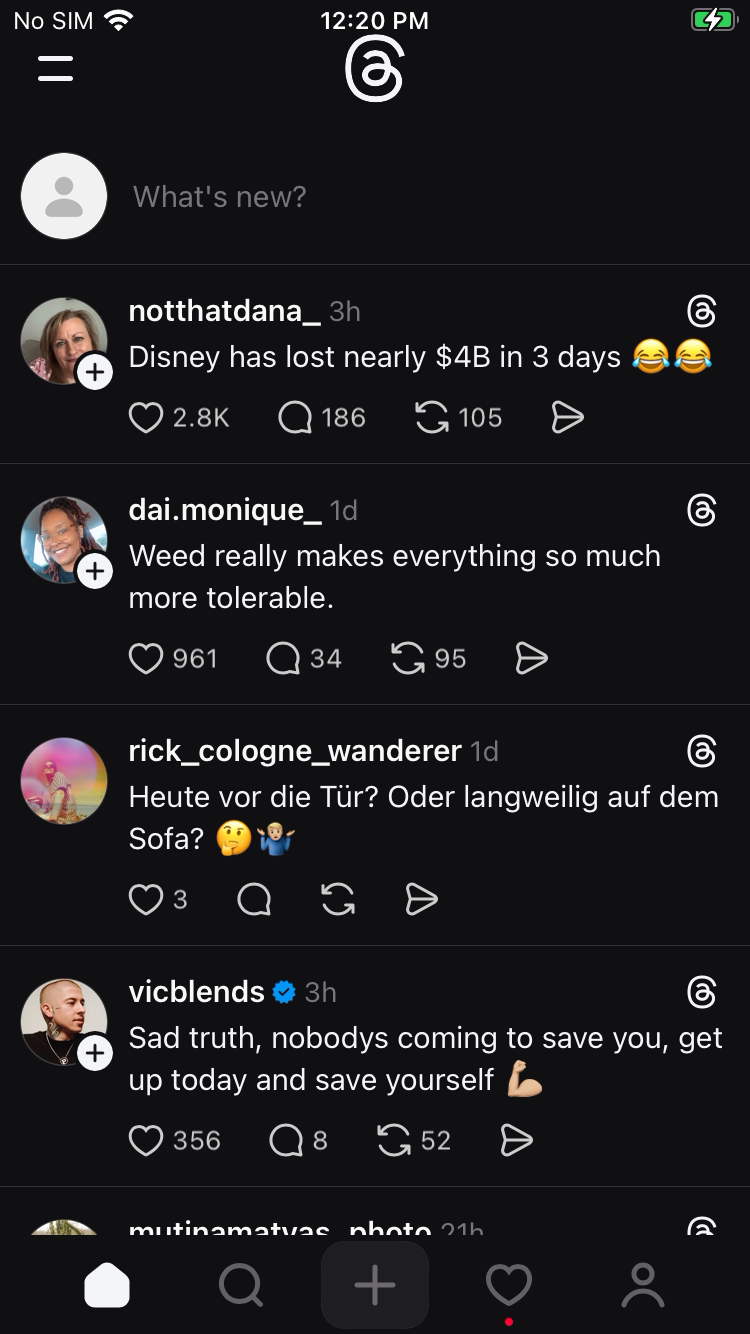 No SIM 12:20 PM
What's new?
notthatdana_ 3h
Disney has lost nearly $4B in 3 days 😂😂
2.8K 186 105
dai.monique_ 1d
Weed really makes everything so much
more tolerable.
961 34 95
rick_cologne_wanderer 1d
Heute vor die Tür? Oder langweilig auf dem
Sofa? 🤔🤷🏼‍♂️
3
vicblends 3h
Sad truth, nobodys coming to save you, get
up today and save yourself 💪🏼
356 8 52
mutinamatyas_photo 21h